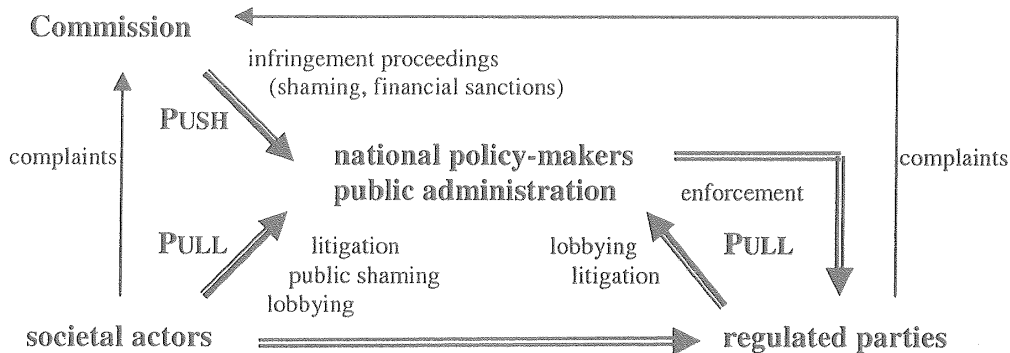 Commission
infringement proceedings
(shaming, financial sanctions)
PUSH
complaints
national policy-makers
public administration
complaints
enforcement
PULL
litigation
public shaming
lobbying
lobbying
litigation
PULL
societal actors
regulated parties